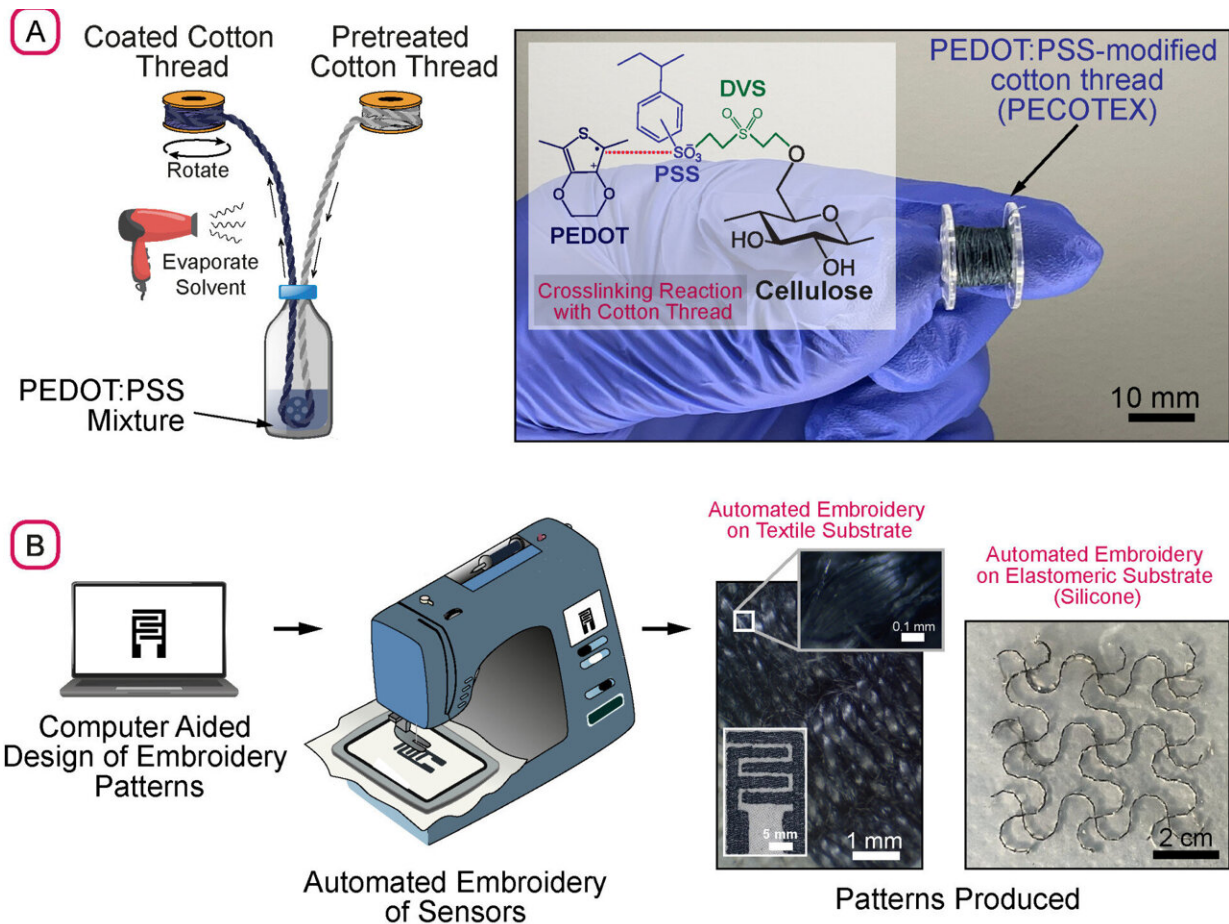 A
Coated Cotton
Thread
Pretreated
Cotton Thread
Rotate
Evaporate
Solvent
PEDOT:PSS
Mixture
PEDOT:PSS-modified
cotton thread
(PECOTEX)
DVS
O
O
S
S
SO₃⁻
O
PSS
+
O
O
PEDOT
O
HO
OH
Cellulose
Crosslinking Reaction
with Cotton Thread
10 mm
B
Computer Aided
Design of Embroidery
Patterns
Automated Embroidery
of Sensors
Automated Embroidery
on Textile Substrate
0.1 mm
5 mm
1 mm
Automated Embroidery
on Elastomeric Substrate
(Silicone)
2 cm
Patterns Produced